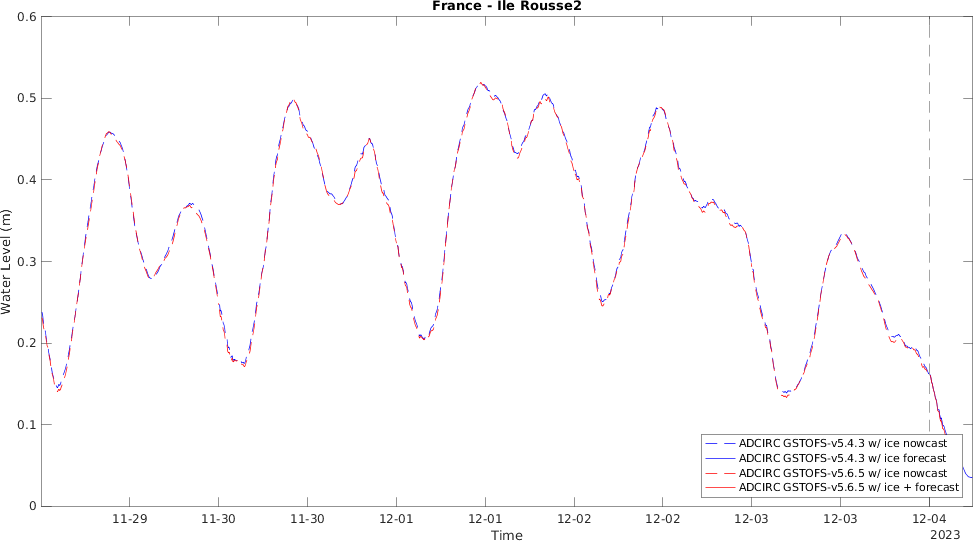 France - Ile Rousse2
0.6
0.5
0.4
0.3
0.2
0.1
0
Water Level (m)
ADCIRC GSTOFS-v5.4.3 w/ ice nowcast
ADCIRC GSTOFS-v5.4.3 w/ ice forecast
ADCIRC GSTOFS-v5.6.5 w/ ice nowcast
ADCIRC GSTOFS-v5.6.5 w/ ice + forecast
11-29 11-30 11-30 12-01 12-01 12-02 12-02 12-03 12-03 12-04
2023
Time